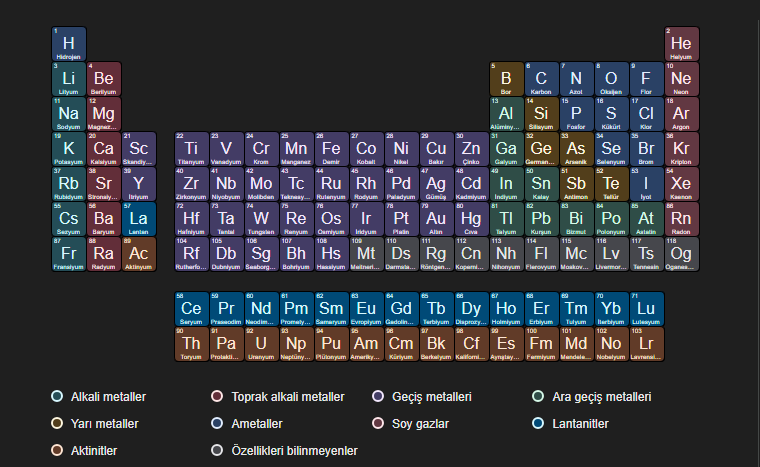 1 2
H He
Hidrojen Helyum
3 4 5 6 7 8 9 10
Li Be B C N O F Ne
Lityum Berilyum Bor Karbon Azot Oksijen Flor Neon
11 12 13 14 15 16 17 18
Na Mg Al Si P S Cl Ar
Sodyum Magnez... Alüminy... Silisyum Fosfor Kükürt Klor Argon
19 20 21 22 23 24 25 26 27 28 29 30 31 32 33 34 35 36
K Ca Sc Ti V Cr Mn Fe Co Ni Cu Zn Ga Ge As Se Br Kr
Potasyum Kalsiyum Skandiy... Titanyum Vanadyum Krom Manganez Demir Kobalt Nikel Bakır Çinko Galyum German... Arsenik Selenyum Brom Kripton
37 38 39 40 41 42 43 44 45 46 47 48 49 50 51 52 53 54
Rb Sr Y Zr Nb Mo Tc Ru Rh Pd Ag Cd In Sn Sb Te I Xe
Rubidyum Stronsiy... İtriyum Zirkonyum Niyobyum Molibden Teknesyum Rutenyum Rodyum Paladyum Gümüş Kadmiyum İndiyum Kalay Antimon Tellür İyot Ksenon
55 56 57 72 73 74 75 76 77 78 79 80 81 82 83 84 85 86
Cs Ba La Hf Ta W Re Os Ir Pt Au Hg Tl Pb Bi Po At Rn
Sezyum Baryum Lantan Hafniyum Tantal Tungsten Renyum Osmiyum İridyum Platin Altın Cıva Talyum Kurşun Bizmut Polonyum Astatin Radon
87 88 89 104 105 106 107 108 109 110 111 112 113 114 115 116 117 118
Fr Ra Ac Rf Db Sg Bh Hs Mt Ds Rg Cn Nh Fl Mc Lv Ts Og
Fransiyum Radyum Aktinyum Rutherfo... Dubniyum Seaborg... Bohriyum Hassiyum Meitneri... Darmsta... Röntgen... Nihonyum Flerovyum Moskov... Livermor... Tennesin Oganes...
58 59 60 61 62 63 64 65 66 67 68 69 70 71
Ce Pr Nd Pm Sm Eu Gd Tb Dy Ho Er Tm Yb Lu
Seryum Praseodim Neodim... Promety... Samaryum Evropiyum Gadolin... Terbiyum Disprozy... Holmiyum Erbiyum Tulyum İterbiyum Lutesyum
90 91 92 93 94 95 96 97 98 99 100 101 102 103
Th Pa U Np Pu Am Cm Bk Cf Es Fm Md No Lr
Toryum Protakti... Uranyum Neptüny... Plütonyum Ameriky... Küriyum Berkelyum Kaliforni... Aynştay... Fermiyum Mendele... Nobelyum Lavrensi...
Alkali metaller Toprak alkali metaller Geçiş metalleri Ara geçiş metalleri
Yarı metaller Ametaller Soy gazlar Lantanitler
Aktinitler Özellikleri bilinmeyenler